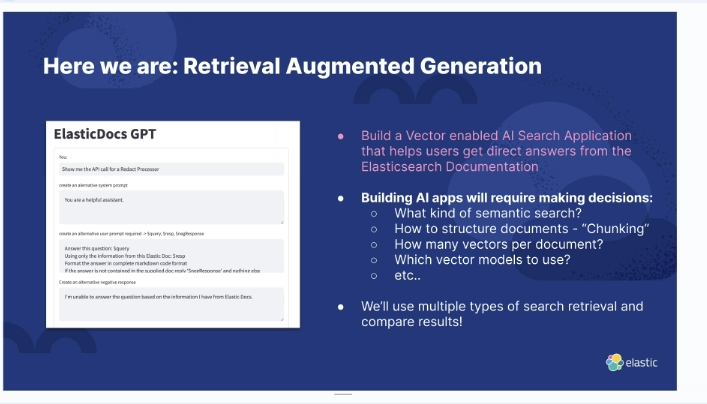 Here we are: Retrieval Augmented Generation
ElasticDocs GPT
You:
Show me the API call for a Redact Processor
create an alernative system prompt
You are a helpful assistant.
create an alternative user prompt required ->
Answer this question: $query
Using only the information from this Elastic Doc: $resp
Format the answer in complete markdown code format
If the answer is not contained in the supplied doc reply '$negResponse' and nothing else
Create an alternative negative response
I'm unable to answer the question based on the information I have from Elastic Docs.
● Build a Vector enabled AI Search Application
that helps users get direct answers from the
Elasticsearch Documentation
● Building AI apps will require making decisions:
○ What kind of semantic search?
○ How to structure documents - “Chunking”
○ How many vectors per document?
○ Which vector models to use?
○ etc..
● We'll use multiple types of search retrieval and
compare results!
elastic